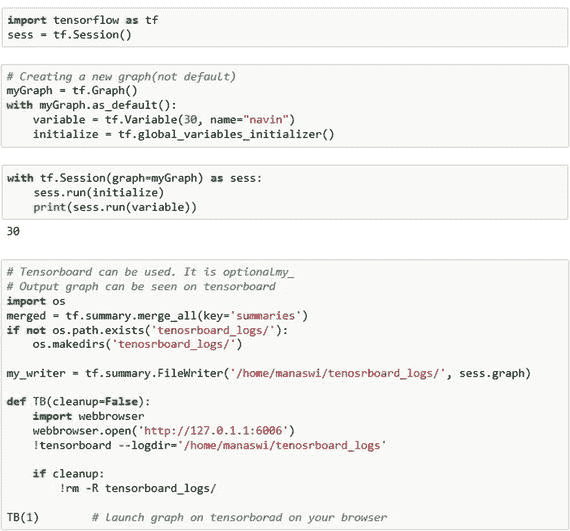 import tensorflow as tf
sess = tf.Session()
# Creating a new graph(not default)
myGraph = tf.Graph()
with myGraph.as_default():
    variable = tf.Variable(30, name="navin")
    initialize = tf.global_variables_initializer()
with tf.Session(graph=myGraph) as sess:
    sess.run(initialize)
    print(sess.run(variable))
30
# Tensorboard can be used. It is optionalmy_
# Output graph can be seen on tensorboard
import os
merged = tf.summary.merge_all(key='summaries')
if not os.path.exists('tenosrboard_logs/'):
    os.makedirs('tenosrboard_logs/')
my_writer = tf.summary.FileWriter('/home/manaswi/tenosrboard_logs/', sess.graph)
def TB(cleanup=False):
    import webbrowser
    webbrowser.open('http://127.0.1.1:6006')
    !tensorboard --logdir='/home/manaswi/tenosrboard_logs'
    if cleanup:
        !rm -R tensorboard_logs/
TB(1)        # launch graph on tensorborad on your browser